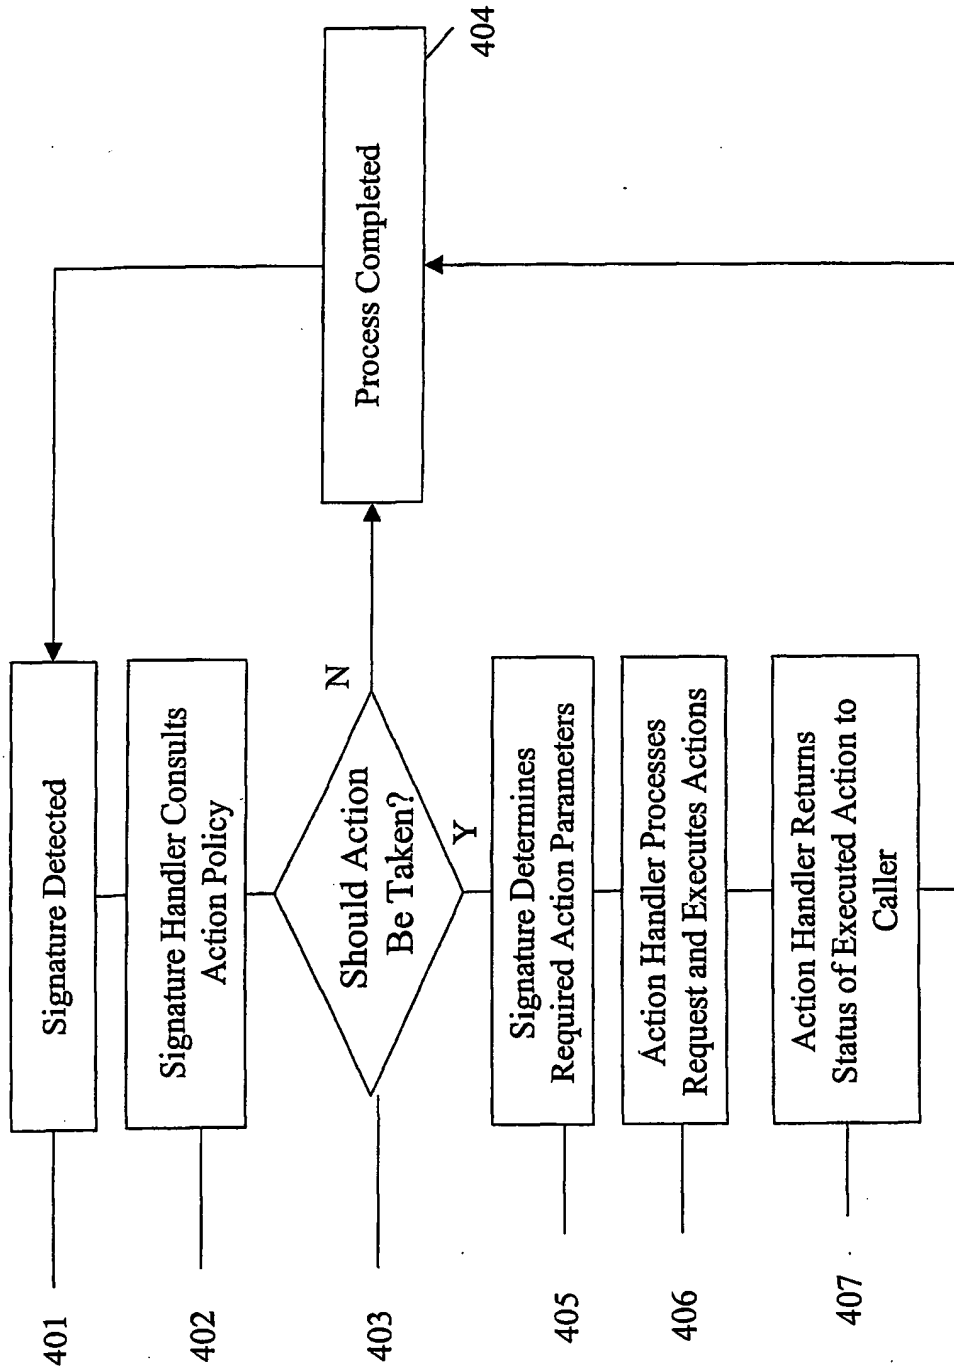 401
Signature Detected
402
Signature Handler Consults
Action Policy
403
Should Action
Be Taken?
N
Y
Process Completed
404
405
Signature Determines
Required Action Parameters
406
Action Handler Processes
Request and Executes Actions
407
Action Handler Returns
Status of Executed Action to
Caller